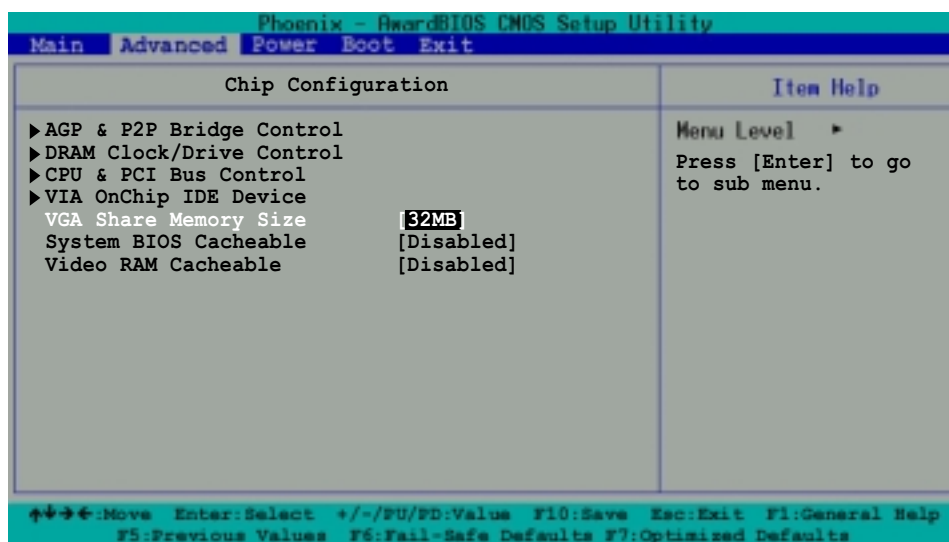 Phoenix - AwardBIOS CMOS Setup Utility
Main Advanced Power Boot Exit
Chip Configuration
Item Help
▶AGP & P2P Bridge Control
▶DRAM Clock/Drive Control
▶CPU & PCI Bus Control
▶VIA OnChip IDE Device
VGA Share Memory Size [32MB]
System BIOS Cacheable [Disabled]
Video RAM Cacheable [Disabled]
Menu Level ▶
Press [Enter] to go
to sub menu.
↑↓→←:Move Enter:Select +/-/PU/PD:Value F10:Save Esc:Exit F1:General Help
F5:Previous Values F6:Fail-Safe Defaults F7:Optimized Defaults